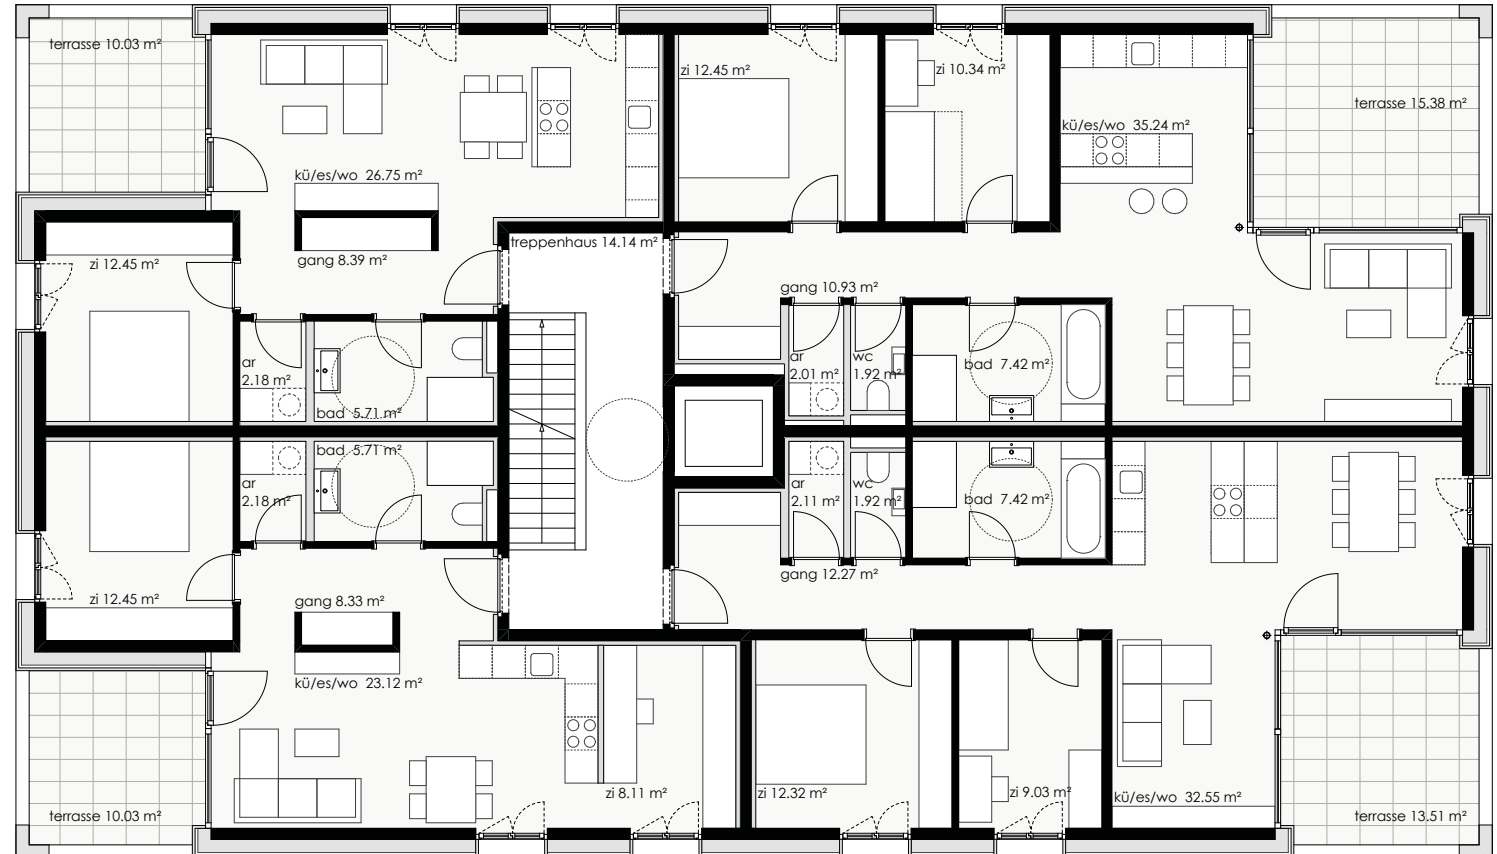 terrasse 10.03 m²
zi 12.45 m²
zi 10.34 m²
terrasse 15.38 m²
kü/es/wo 35.24 m²
kü/es/wo 26.75 m²
treppenhaus 14.14 m²
gang 8.39 m²
zi 12.45 m²
gang 10.93 m²
ar
2.18 m²
bad 5.71 m²
ar
2.01 m²
wc
1.92 m²
bad 7.42 m²
bad 5.71 m²
ar
2.18 m²
ar
2.11 m²
wc
1.92 m²
bad 7.42 m²
gang 12.27 m²
zi 12.45 m²
gang 8.33 m²
kü/es/wo 23.12 m²
zi 8.11 m²
zi 12.32 m²
zi 9.03 m²
kü/es/wo 32.55 m²
terrasse 10.03 m²
terrasse 13.51 m²